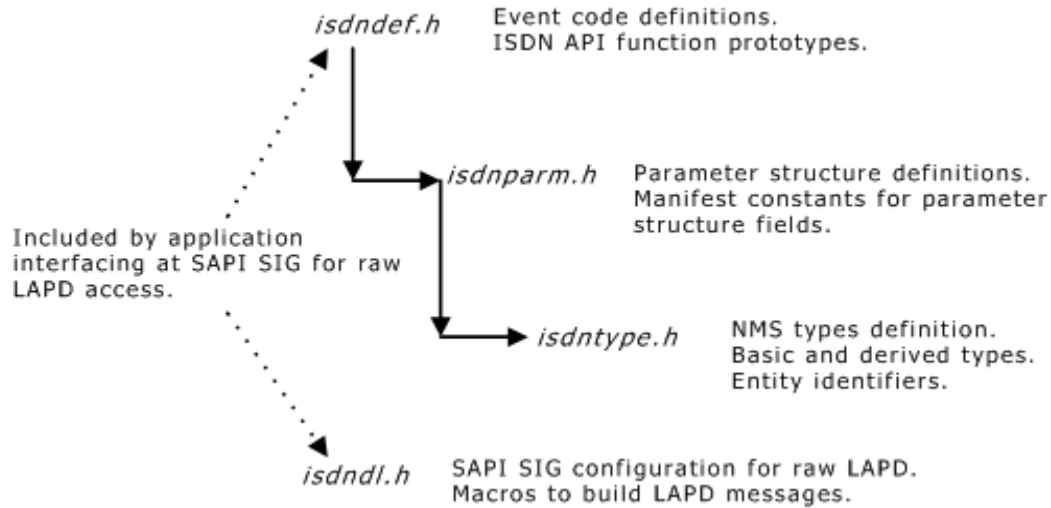 isdndef.h
Event code definitions.
ISDN API function prototypes.
isdnparm.h
Parameter structure definitions.
Manifest constants for parameter
structure fields.
Included by application
interfacing at SAPI SIG for raw
LAPD access.
isdntype.h
NMS types definition.
Basic and derived types.
Entity identifiers.
isdndl.h
SAPI SIG configuration for raw LAPD.
Macros to build LAPD messages.